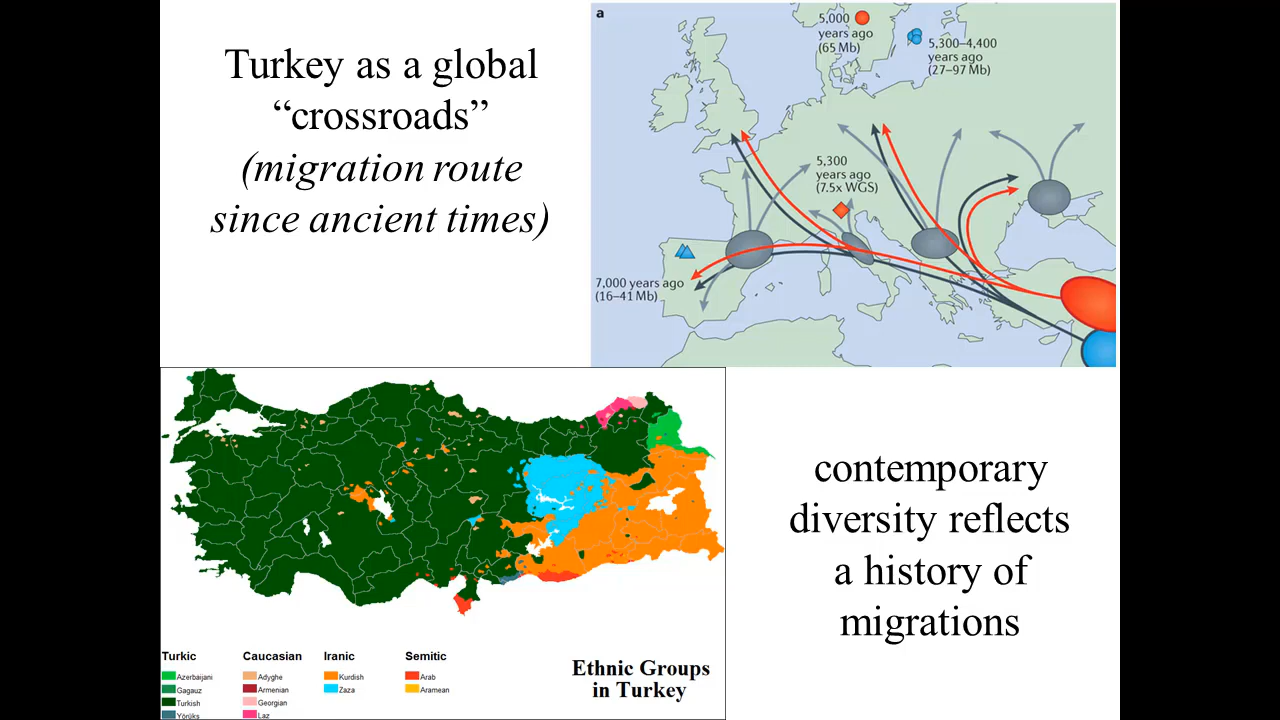 Turkey as a global
“crossroads”
(migration route
since ancient times)
a
5,000
years ago
(65 Mb)
5,300–4,400
years ago
(27–97 Mb)
5,300
years ago
(7.5x WGS)
7,000 years ago
(16–41 Mb)
contemporary
diversity reflects
a history of
migrations
Turkic
Azerbaijani
Gagauz
Turkish
Yörüks
Caucasian
Adyghe
Armenian
Georgian
Laz
Iranic
Kurdish
Zaza
Semitic
Arab
Aramean
Ethnic Groups
in Turkey